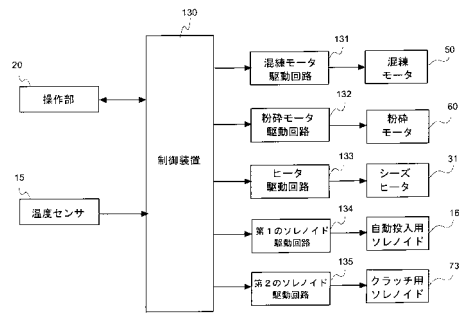 130
131
50
20
混練モータ
駆動回路
混練
モータ
操作部
132
60
粉砕モータ
駆動回路
粉砕
モータ
制御装置
133
31
15
ヒータ
駆動回路
シーズ
ヒータ
温度センサ
134
16
第1のソレノイド
駆動回路
自動投入用
ソレノイド
135
73
第2のソレノイド
駆動回路
クラッチ用
ソレノイド